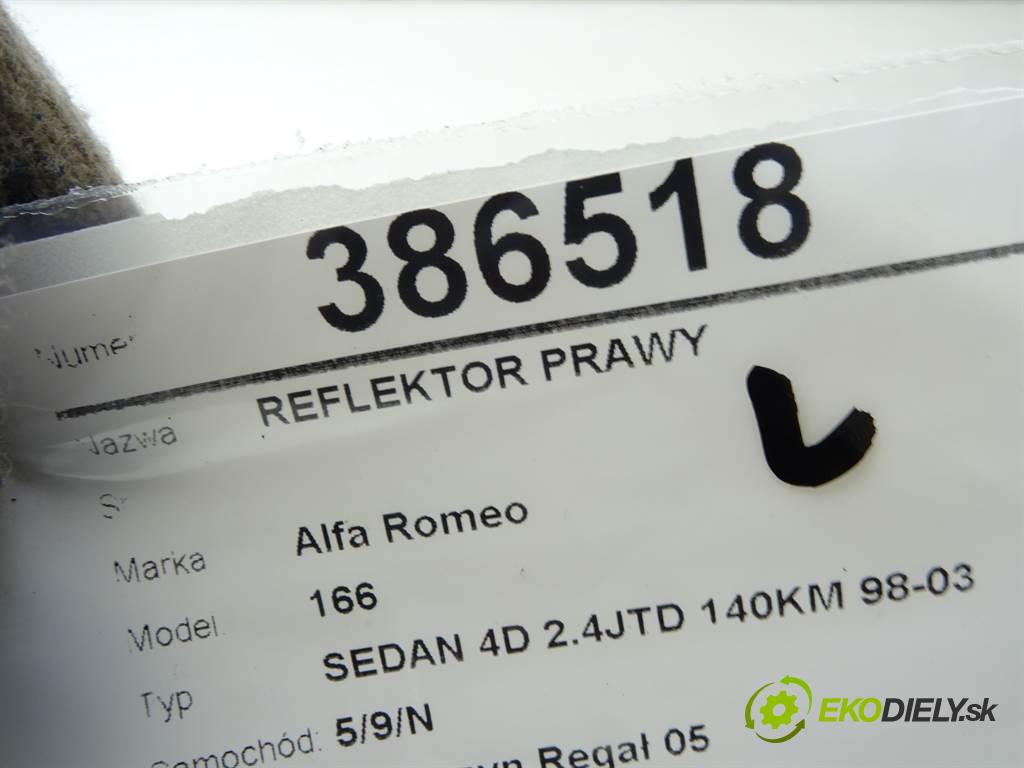 Numer 386518
Nazwa REFLEKTOR PRAWY
Marka Alfa Romeo
Model 166
Typ SEDAN 4D 2.4JTD 140KM 98-03
Samochód: 5/9/N
Regał 05
EKODIELY.sk